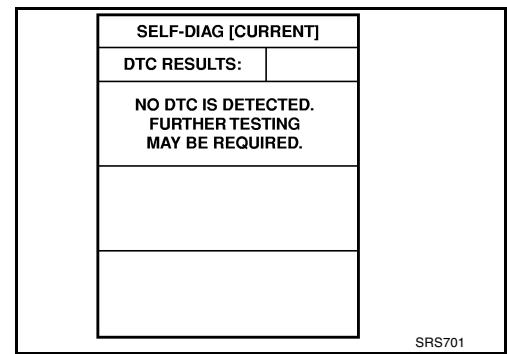 SELF-DIAG [CURRENT]
DTC RESULTS:
NO DTC IS DETECTED.
FURTHER TESTING
MAY BE REQUIRED.
SRS701